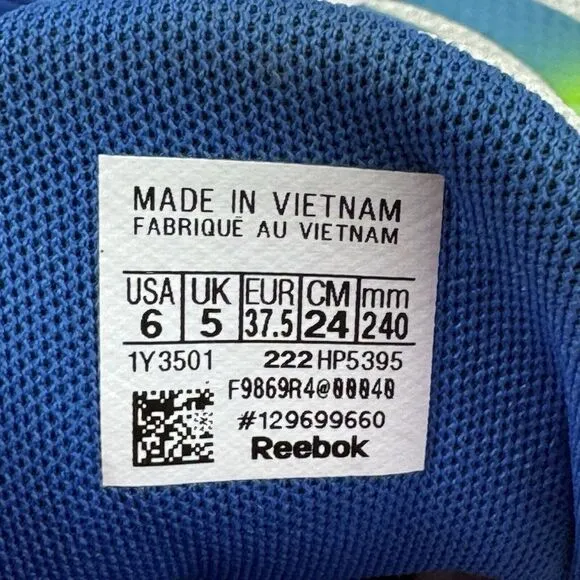 MADE IN VIETNAM
FABRIQUÉ AU VIETNAM
USA UK EUR CM mm
6 5 37.5 24 240
1Y3501 222 HP5395
F9869R4@00040
#129699660
Reebok